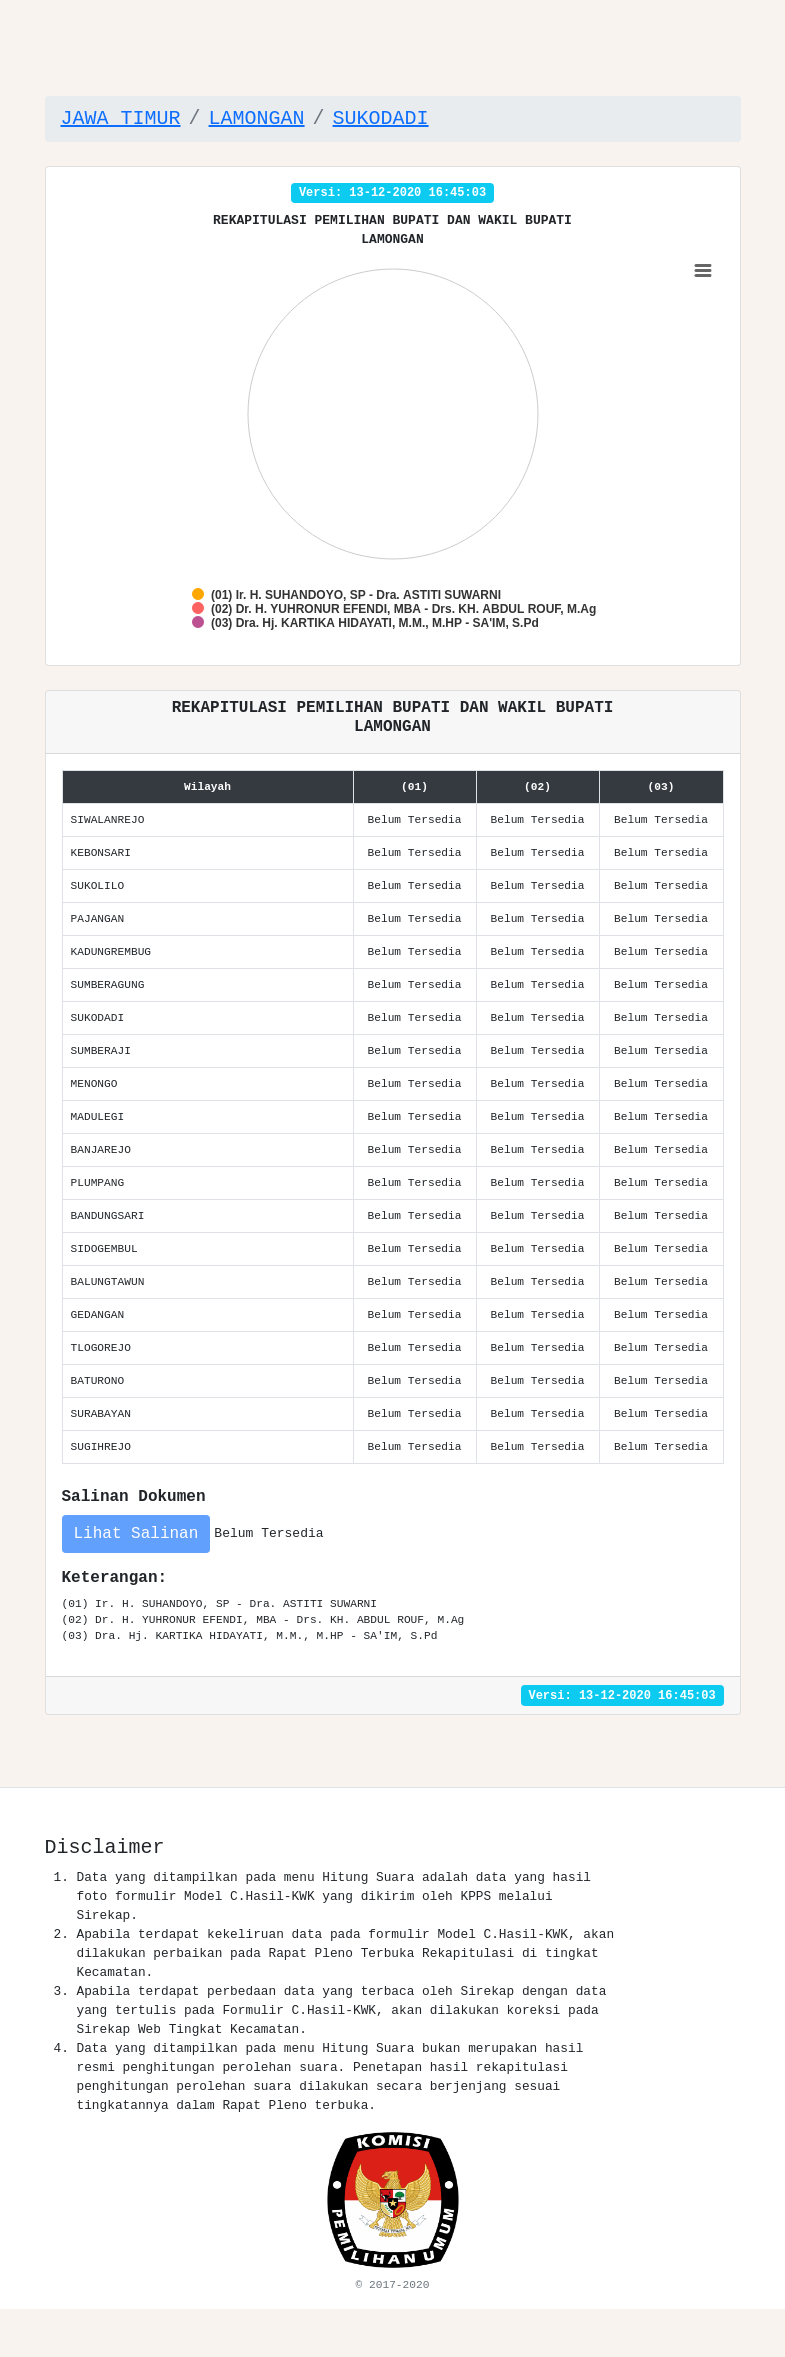 JAWA TIMUR / LAMONGAN / SUKODADI
Versi: 13-12-2020 16:45:03
REKAPITULASI PEMILIHAN BUPATI DAN WAKIL BUPATI
LAMONGAN
(01) Ir. H. SUHANDOYO, SP - Dra. ASTITI SUWARNI
(02) Dr. H. YUHRONUR EFENDI, MBA - Drs. KH. ABDUL ROUF, M.Ag
(03) Dra. Hj. KARTIKA HIDAYATI, M.M., M.HP - SA'IM, S.Pd
REKAPITULASI PEMILIHAN BUPATI DAN WAKIL BUPATI
LAMONGAN
Wilayah (01) (02) (03)
SIWALANREJO Belum Tersedia Belum Tersedia Belum Tersedia
KEBONSARI Belum Tersedia Belum Tersedia Belum Tersedia
SUKOLILO Belum Tersedia Belum Tersedia Belum Tersedia
PAJANGAN Belum Tersedia Belum Tersedia Belum Tersedia
KADUNGREMBUG Belum Tersedia Belum Tersedia Belum Tersedia
SUMBERAGUNG Belum Tersedia Belum Tersedia Belum Tersedia
SUKODADI Belum Tersedia Belum Tersedia Belum Tersedia
SUMBERAJI Belum Tersedia Belum Tersedia Belum Tersedia
MENONGO Belum Tersedia Belum Tersedia Belum Tersedia
MADULEGI Belum Tersedia Belum Tersedia Belum Tersedia
BANJAREJO Belum Tersedia Belum Tersedia Belum Tersedia
PLUMPANG Belum Tersedia Belum Tersedia Belum Tersedia
BANDUNGSARI Belum Tersedia Belum Tersedia Belum Tersedia
SIDOGEMBUL Belum Tersedia Belum Tersedia Belum Tersedia
BALUNGTAWUN Belum Tersedia Belum Tersedia Belum Tersedia
GEDANGAN Belum Tersedia Belum Tersedia Belum Tersedia
TLOGOREJO Belum Tersedia Belum Tersedia Belum Tersedia
BATURONO Belum Tersedia Belum Tersedia Belum Tersedia
SURABAYAN Belum Tersedia Belum Tersedia Belum Tersedia
SUGIHREJO Belum Tersedia Belum Tersedia Belum Tersedia
Salinan Dokumen
Lihat Salinan Belum Tersedia
Keterangan:
(01) Ir. H. SUHANDOYO, SP - Dra. ASTITI SUWARNI
(02) Dr. H. YUHRONUR EFENDI, MBA - Drs. KH. ABDUL ROUF, M.Ag
(03) Dra. Hj. KARTIKA HIDAYATI, M.M., M.HP - SA'IM, S.Pd
Versi: 13-12-2020 16:45:03
Disclaimer
1. Data yang ditampilkan pada menu Hitung Suara adalah data yang hasil
foto formulir Model C.Hasil-KWK yang dikirim oleh KPPS melalui
Sirekap.
2. Apabila terdapat kekeliruan data pada formulir Model C.Hasil-KWK, akan
dilakukan perbaikan pada Rapat Pleno Terbuka Rekapitulasi di tingkat
Kecamatan.
3. Apabila terdapat perbedaan data yang terbaca oleh Sirekap dengan data
yang tertulis pada Formulir C.Hasil-KWK, akan dilakukan koreksi pada
Sirekap Web Tingkat Kecamatan.
4. Data yang ditampilkan pada menu Hitung Suara bukan merupakan hasil
resmi penghitungan perolehan suara. Penetapan hasil rekapitulasi
penghitungan perolehan suara dilakukan secara berjenjang sesuai
tingkatannya dalam Rapat Pleno terbuka.
KOMISI
PEMILIHAN UMUM
© 2017-2020